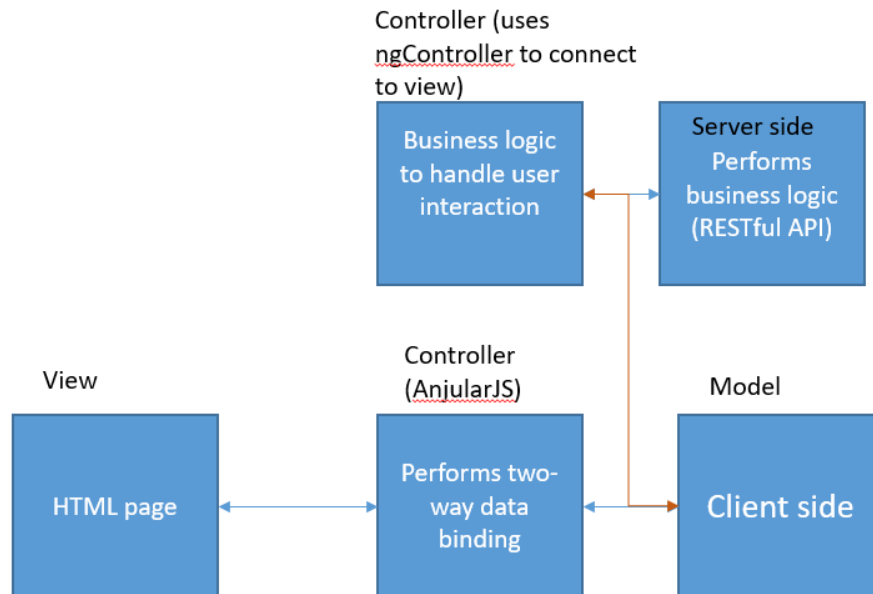 Controller (uses
ngController to connect
to view)
Business logic
to handle user
interaction
Server side
Performs
business logic
(RESTful API)
View
Controller
(AnjularJS)
Model
HTML page
Performs two-
way data
binding
Client side